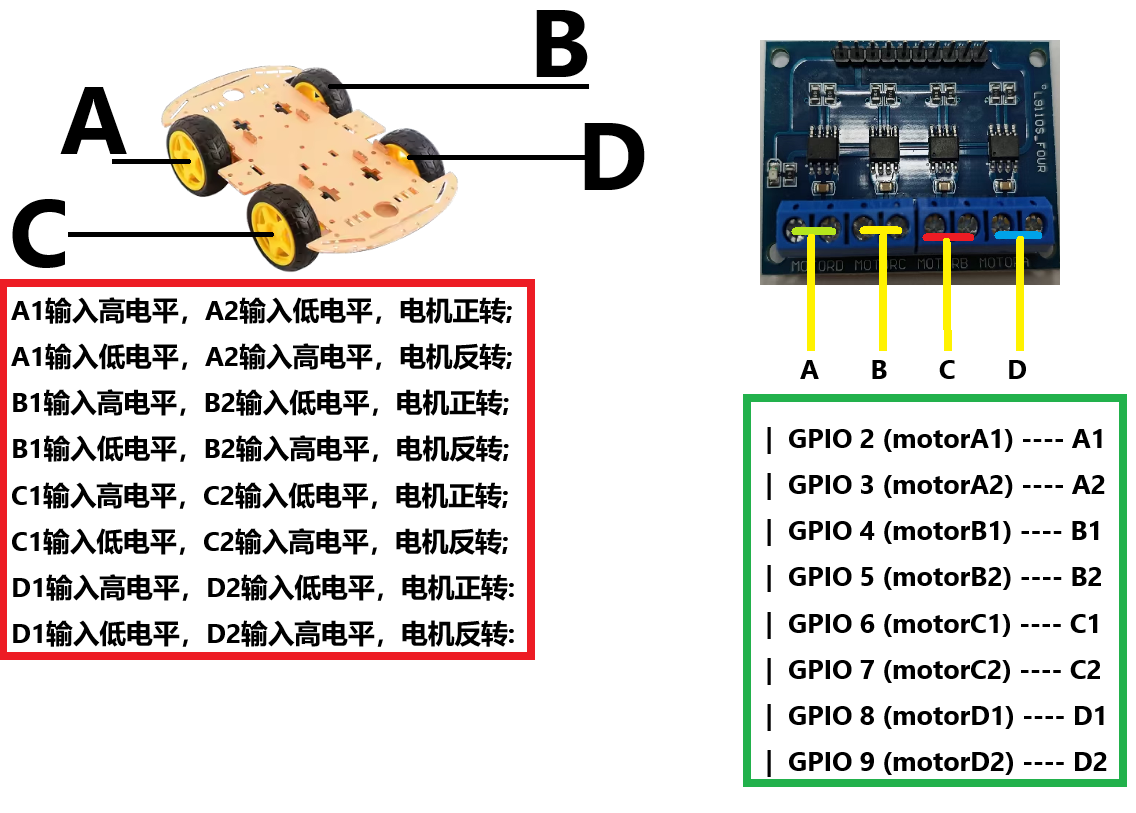 B
A
D
C
L9110S_FOUR
MOTORD MOTORC MOTORB MOTORA
A B C D
A1输入高电平，A2输入低电平，电机正转;
A1输入低电平，A2输入高电平，电机反转;
B1输入高电平，B2输入低电平，电机正转;
B1输入低电平，B2输入高电平，电机反转;
C1输入高电平，C2输入低电平，电机正转;
C1输入低电平，C2输入高电平，电机反转;
D1输入高电平，D2输入低电平，电机正转:
D1输入低电平，D2输入高电平，电机反转:
| GPIO 2 (motorA1) ---- A1
| GPIO 3 (motorA2) ---- A2
| GPIO 4 (motorB1) ---- B1
| GPIO 5 (motorB2) ---- B2
| GPIO 6 (motorC1) ---- C1
| GPIO 7 (motorC2) ---- C2
| GPIO 8 (motorD1) ---- D1
| GPIO 9 (motorD2) ---- D2